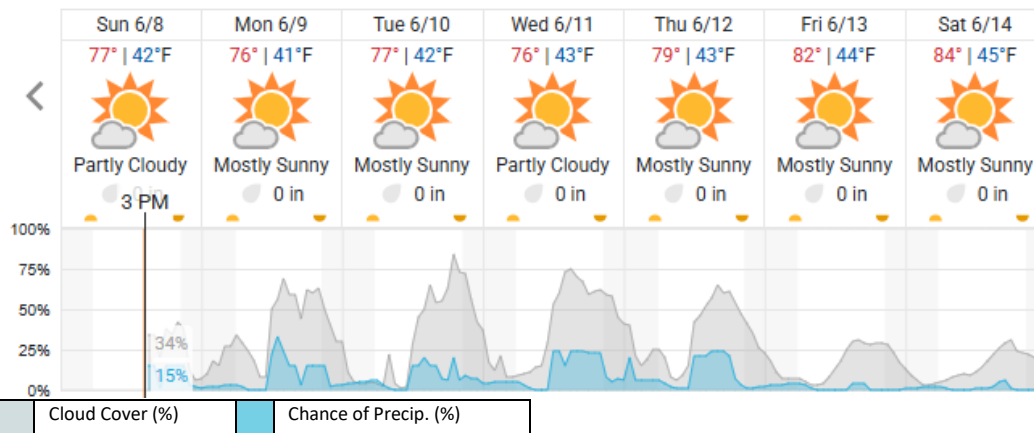 Sun 6/8 Mon 6/9 Tue 6/10 Wed 6/11 Thu 6/12 Fri 6/13 Sat 6/14
77° | 42°F 76° | 41°F 77° | 42°F 76° | 43°F 79° | 43°F 82° | 44°F 84° | 45°F
Partly Cloudy Mostly Sunny Mostly Sunny Partly Cloudy Mostly Sunny Mostly Sunny Mostly Sunny
0 in 0 in 0 in 0 in 0 in 0 in 0 in
3 PM
100%
75%
50%
25%
0%
34%
15%
Cloud Cover (%) Chance of Precip. (%)